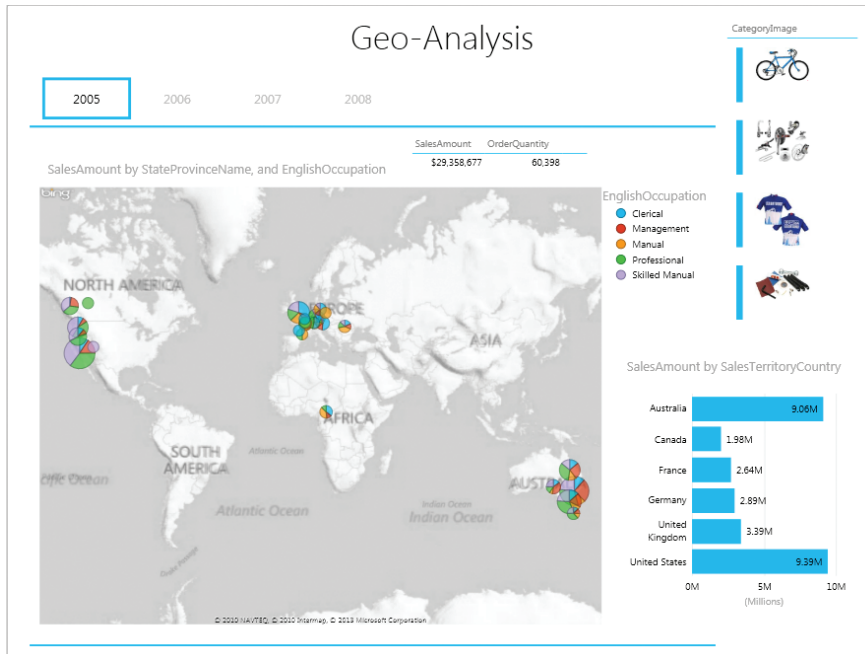 Geo-Analysis
CategoryImage
2005 2006 2007 2008
SalesAmount OrderQuantity
$29,358,677 60,398
SalesAmount by StateProvinceName, and EnglishOccupation
bing
EnglishOccupation
Clerical
Management
Manual
Professional
Skilled Manual
NORTH AMERICA
EUROPE
ASIA
AFRICA
SOUTH
AMERICA
Atlantic Ocean
Atlantic Ocean
Indian Ocean
Indian Ocean
cific Ocean
© 2010 NAVTEQ, © 2010 Intermap, © 2013 Microsoft Corporation
SalesAmount by SalesTerritoryCountry
Australia 9.06M
Canada 1.98M
France 2.64M
Germany 2.89M
United
Kingdom 3.39M
United States 9.39M
0M 5M 10M
(Millions)